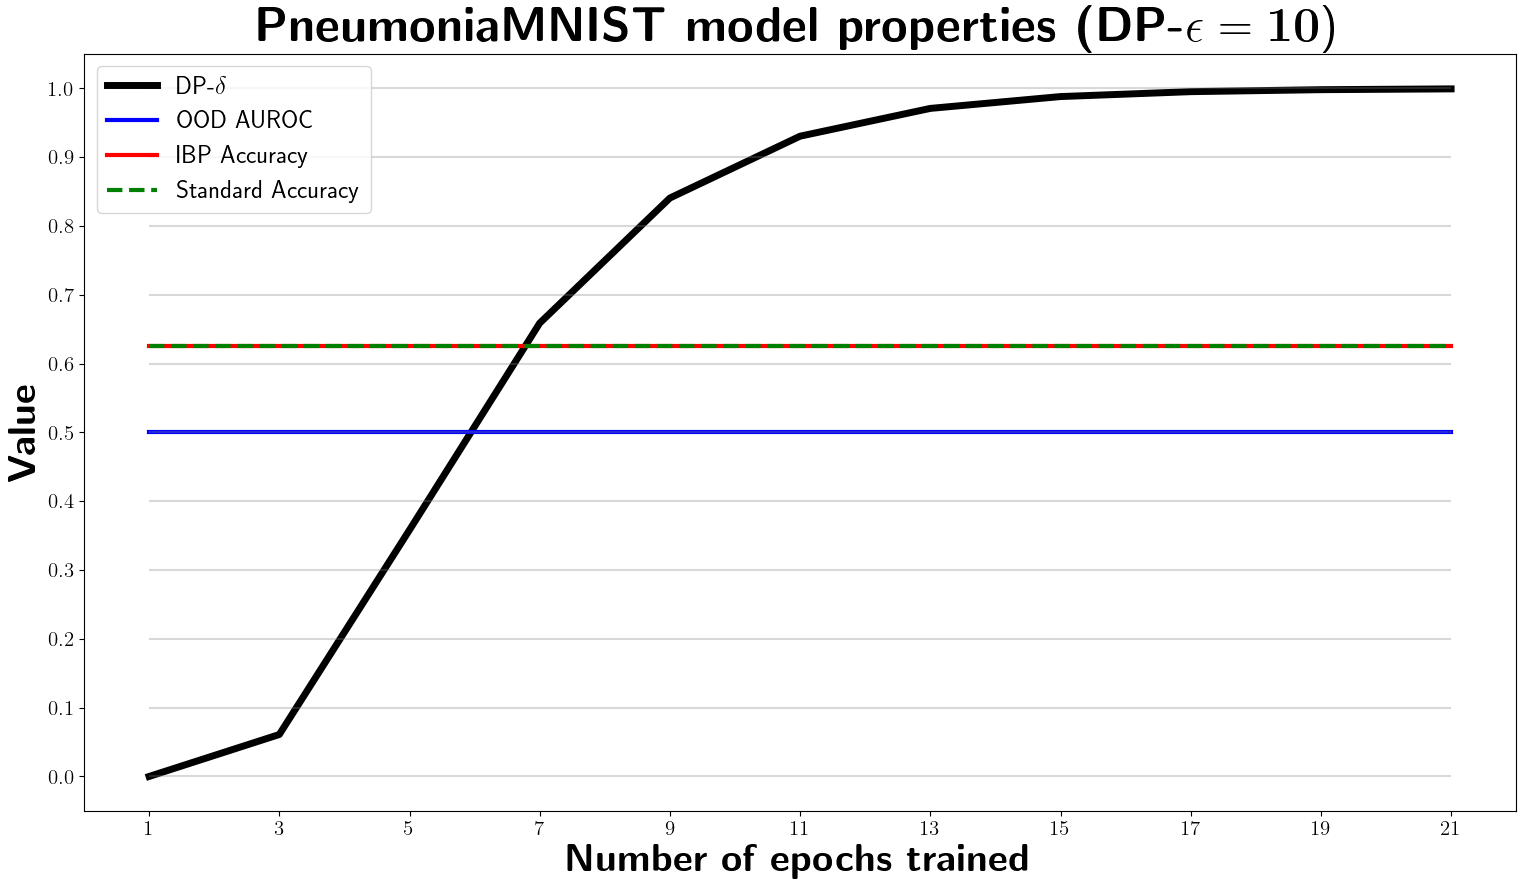 PneumoniaMNIST model properties (DP-ϵ = 10)
DP-δ
OOD AUROC
IBP Accuracy
Standard Accuracy
1.0
0.9
0.8
0.7
0.6
0.5
0.4
0.3
0.2
0.1
0.0
Value
1 3 5 7 9 11 13 15 17 19 21
Number of epochs trained